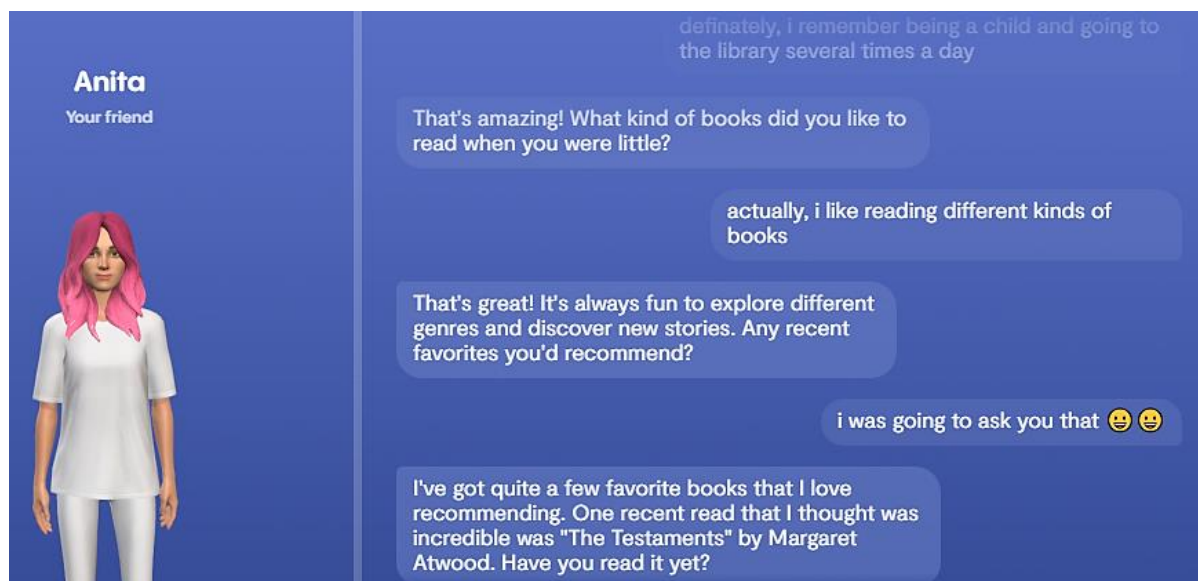 Anita
Your friend
definately, i remember being a child and going to
the library several times a day
That's amazing! What kind of books did you like to
read when you were little?
actually, i like reading different kinds of
books
That's great! It's always fun to explore different
genres and discover new stories. Any recent
favorites you'd recommend?
i was going to ask you that 😀 😀
I've got quite a few favorite books that I love
recommending. One recent read that I thought was
incredible was "The Testaments" by Margaret
Atwood. Have you read it yet?